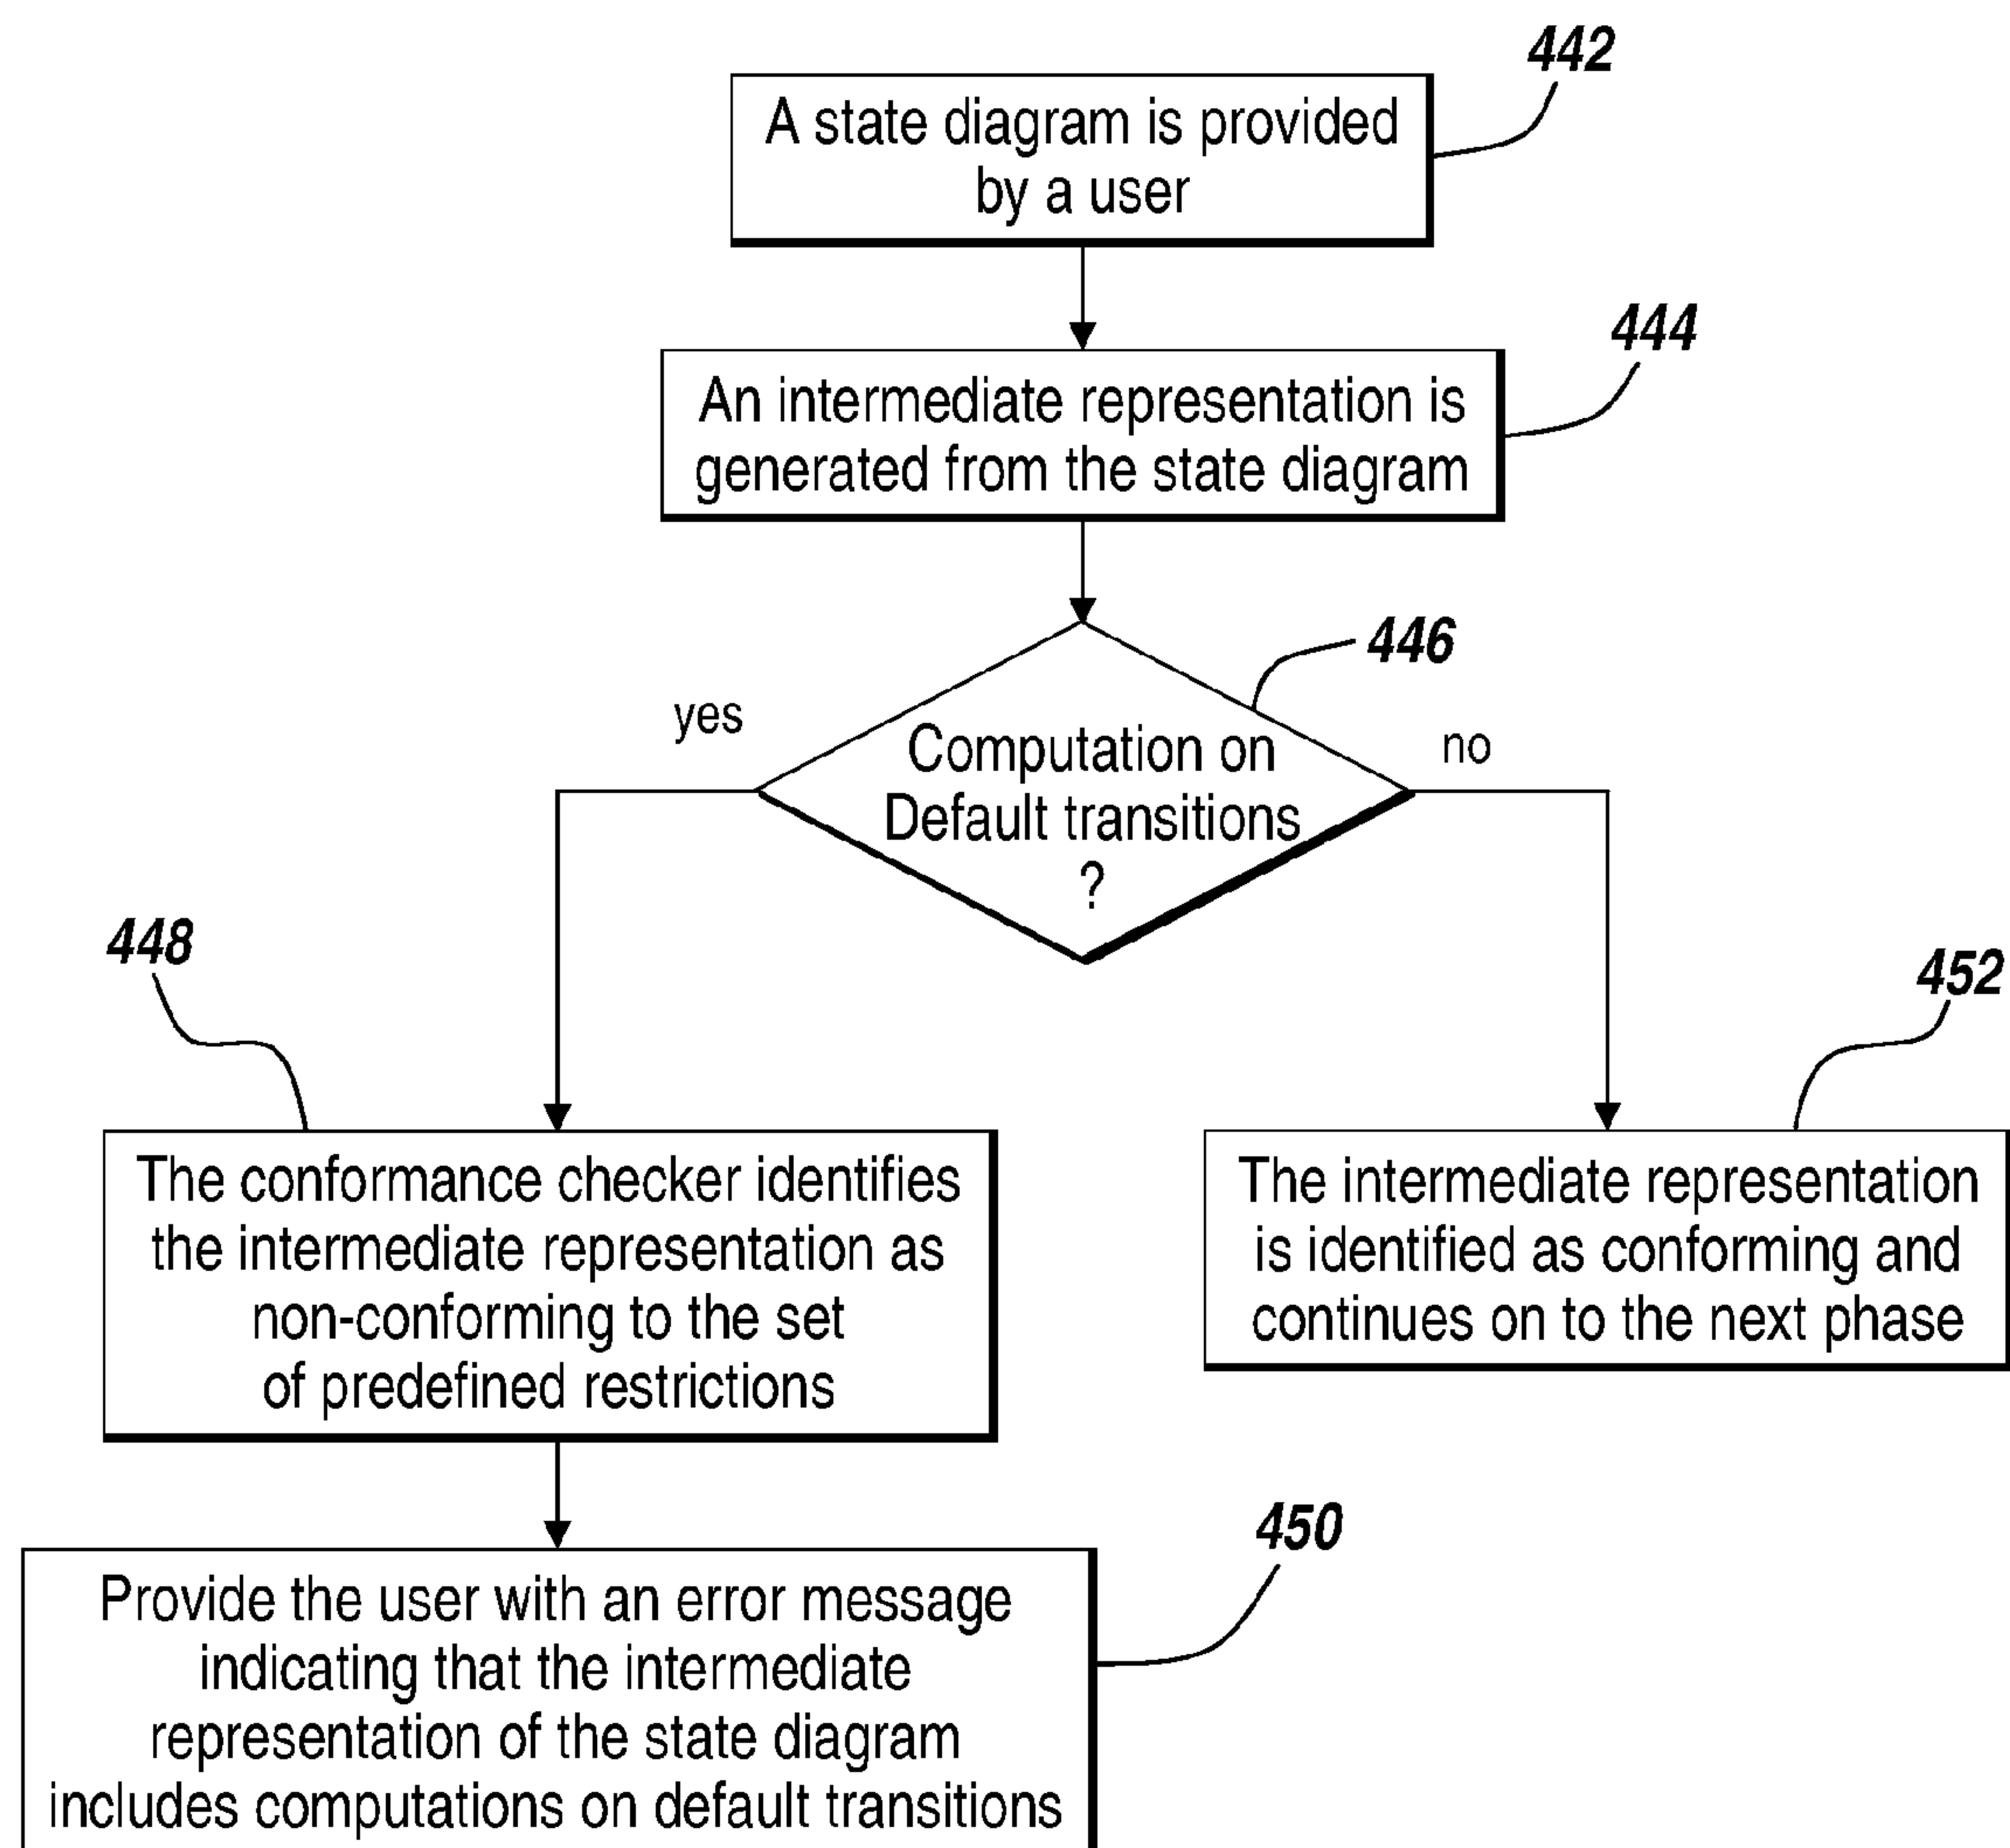 442
A state diagram is provided
by a user
444
An intermediate representation is
generated from the state diagram
446
yes
no
Computation on
Default transitions
?
448
452
The conformance checker identifies
the intermediate representation as
non-conforming to the set
of predefined restrictions
The intermediate representation
is identified as conforming and
continues on to the next phase
450
Provide the user with an error message
indicating that the intermediate
representation of the state diagram
includes computations on default transitions